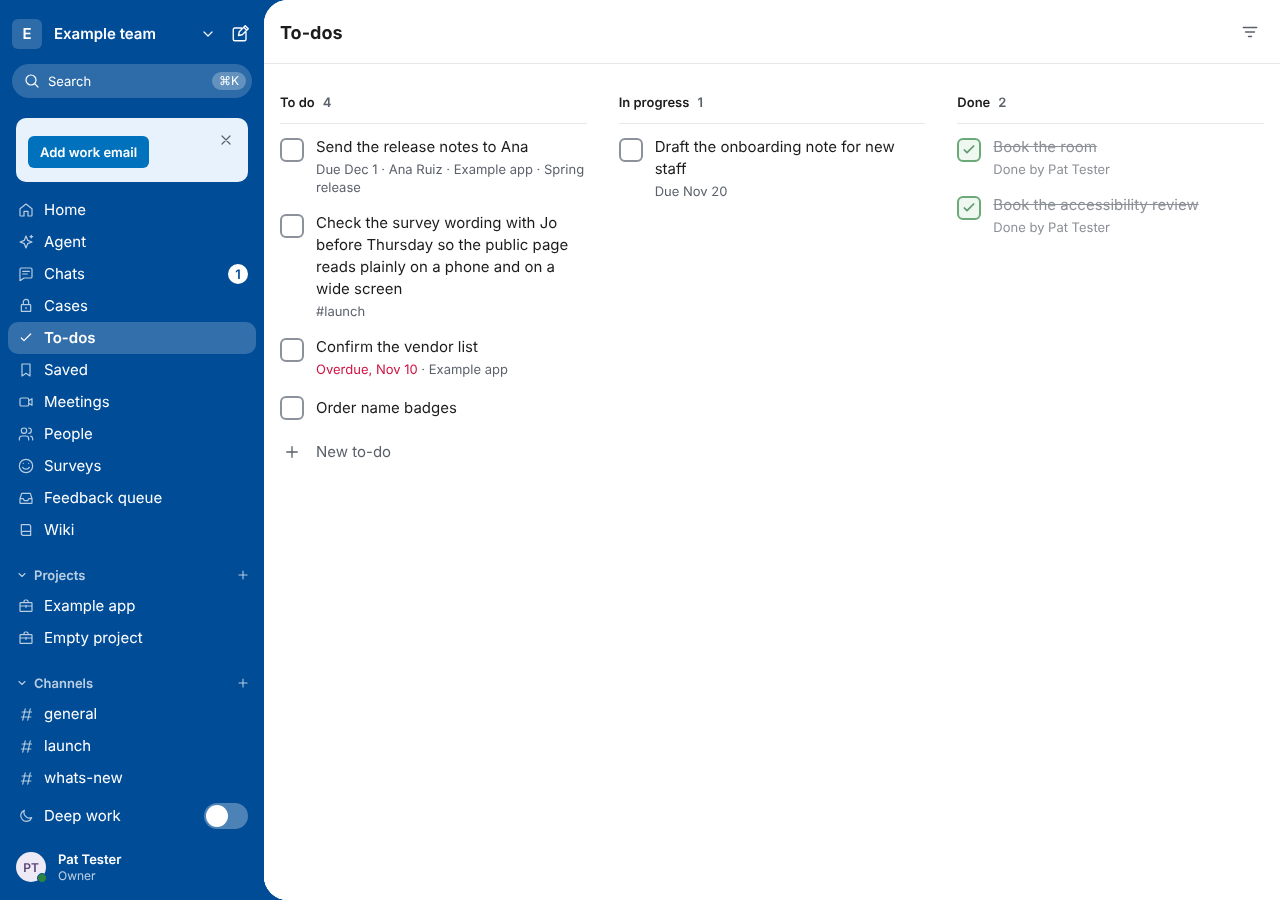 E
Example team
Search
⌘K
Add work email
Home
Agent
Chats
1
Cases
To-dos
Saved
Meetings
People
Surveys
Feedback queue
Wiki
Projects
Example app
Empty project
Channels
general
launch
whats-new
Deep work
PT
Pat Tester
Owner
To-dos
To do 4
Send the release notes to Ana
Due Dec 1 · Ana Ruiz · Example app · Spring
release
Check the survey wording with Jo
before Thursday so the public page
reads plainly on a phone and on a
wide screen
#launch
Confirm the vendor list
Overdue, Nov 10 · Example app
Order name badges
New to-do
In progress 1
Draft the onboarding note for new
staff
Due Nov 20
Done 2
Book the room
Done by Pat Tester
Book the accessibility review
Done by Pat Tester